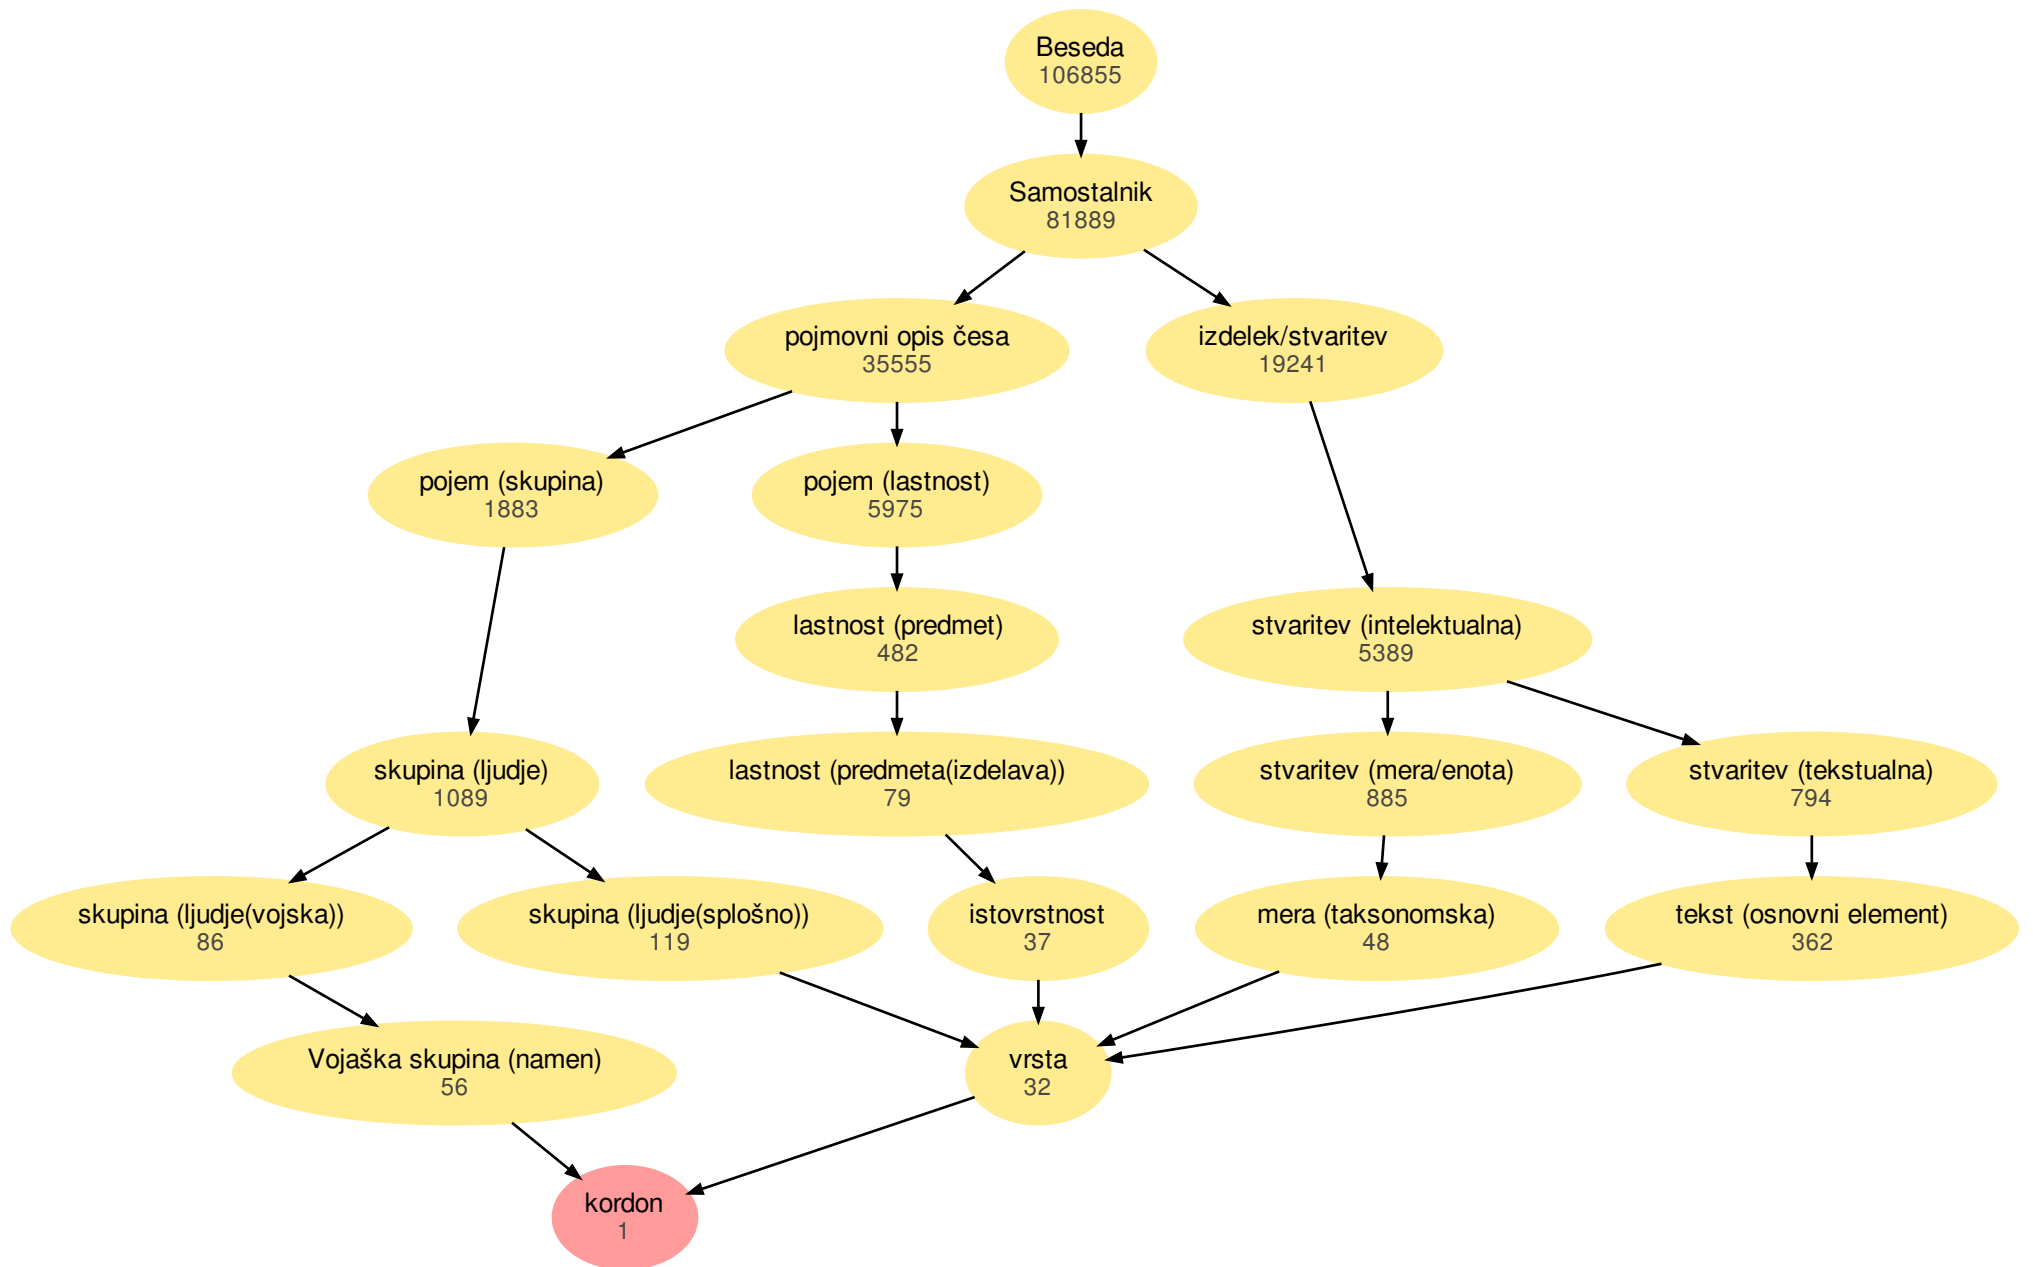 Beseda
106855
Samostalnik
81889
pojmovni opis česa
35555
izdelek/stvaritev
19241
pojem (skupina)
1883
pojem (lastnost)
5975
lastnost (predmet)
482
stvaritev (intelektualna)
5389
skupina (ljudje)
1089
lastnost (predmeta(izdelava))
79
stvaritev (mera/enota)
885
stvaritev (tekstualna)
794
skupina (ljudje(vojska))
86
skupina (ljudje(splošno))
119
istovrstnost
37
mera (taksonomska)
48
tekst (osnovni element)
362
Vojaška skupina (namen)
56
vrsta
32
kordon
1